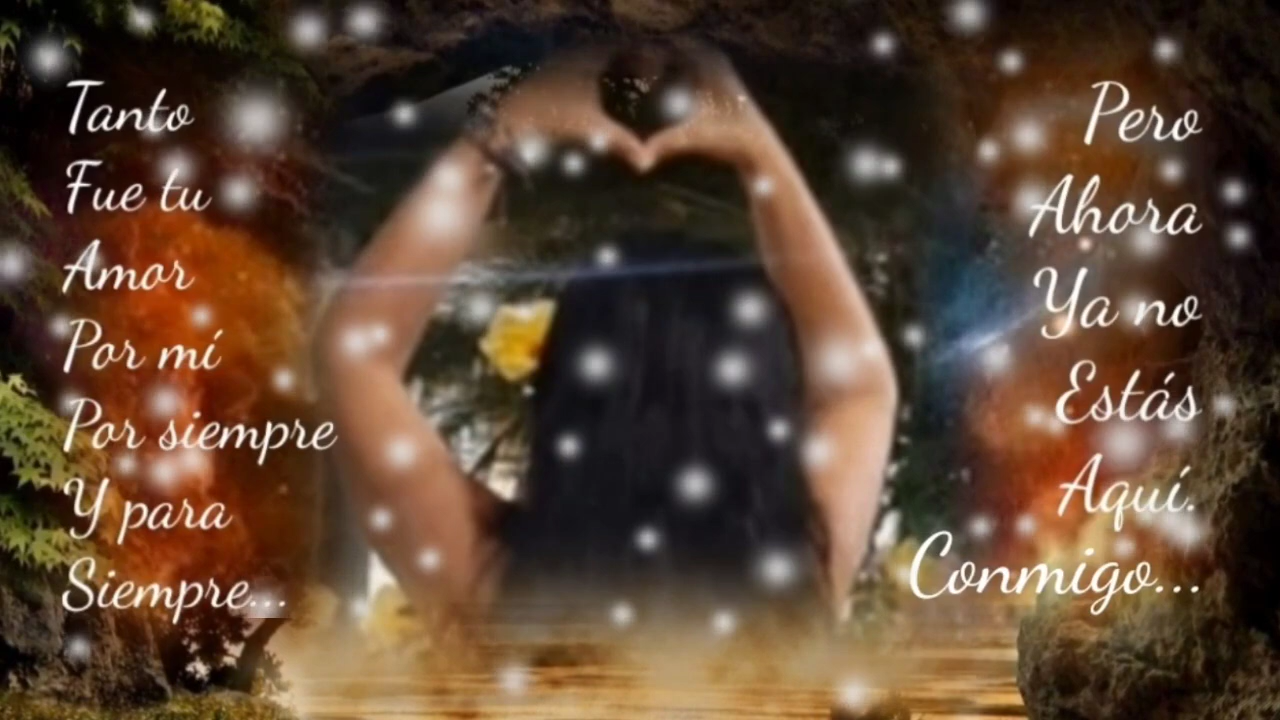 Tanto
Fue tu
Amor
Por mí
Por siempre
Y para
Siempre...
Pero
Ahora
Ya no
Estás
Aquí.
Conmigo...